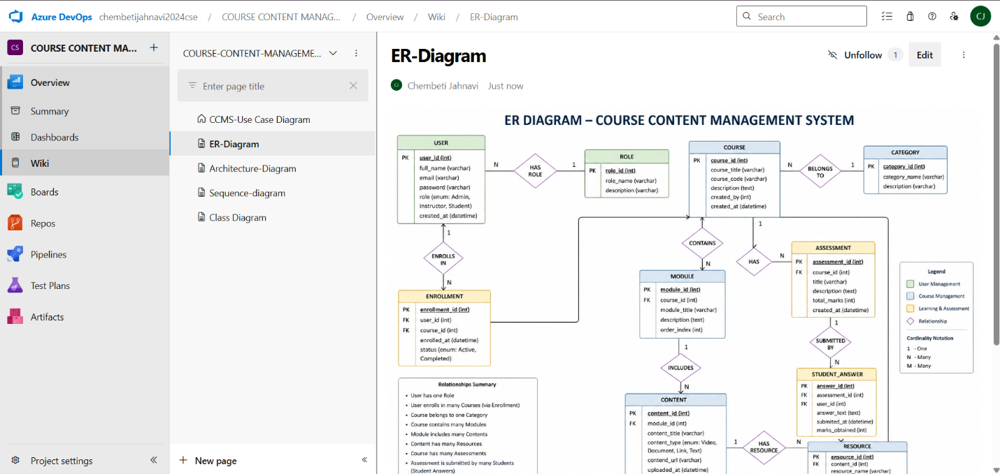 Azure DevOps chembetijahnavi2024cse / COURSE CONTENT MANAG... / Overview / Wiki / ER-Diagram
Search
CJ
CS COURSE CONTENT MA... +
Overview
Summary
Dashboards
Wiki
Boards
Repos
Pipelines
Test Plans
Artifacts
Project settings
COURSE-CONTENT-MANAGEME...
Enter page title
CCMS-Use Case Diagram
ER-Diagram
Architecture-Diagram
Sequence-diagram
Class Diagram
+ New page
ER-Diagram
Unfollow 1 Edit
CJ Chembeti Jahnavi Just now
ER DIAGRAM – COURSE CONTENT MANAGEMENT SYSTEM
USER
PK user_id (int)
full_name (varchar)
email (varchar)
password (varchar)
role (enum: Admin,
Instructor, Student)
created_at (datetime)
N
HAS
ROLE
1
ROLE
PK role_id (int)
role_name (varchar)
description (varchar)
COURSE
PK course_id (int)
course_title (varchar)
course_code (varchar)
description (text)
created_by (int)
created_at (datetime)
N
BELONGS
TO
1
CATEGORY
PK category_id (int)
category_name (varchar)
description (varchar)
1
ENROLLS
IN
N
ENROLLMENT
PK enrollment_id (int)
FK user_id (int)
FK course_id (int)
enrolled_at (datetime)
status (enum: Active,
Completed)
CONTAINS
N
MODULE
PK module_id (int)
FK course_id (int)
module_title (varchar)
description (text)
order_index (int)
1
HAS
N
ASSESSMENT
PK assessment_id (int)
FK course_id (int)
title (varchar)
description (text)
total_marks (int)
created_at (datetime)
1
SUBMITTED
BY
N
STUDENT_ANSWER
PK answer_id (int)
FK assessment_id (int)
FK user_id (int)
answer_text (text)
submited_at (datetime)
marks_obtained (int)
1
INCLUDES
N
CONTENT
PK content_id (int)
FK module_id (int)
content_title (varchar)
content_type (enum: Video,
Document, Link, Text)
contend_url (varchar)
uploaded_at (datetime)
1
HAS
RESOURCE
N
RESOURCE
PK ensource_id (int)
FK content_id (int)
resource_name (varchar)
Legend
User Management
Course Management
Learning & Assessment
Relationship
Cardinality Notation
1 - One
N - Many
M - Many
Relationships Summary
• User has one Role
• User enrolls in many Courses (via Enrollment)
• Course belongs to one Category
• Course contains many Modules
• Module includes many Contents
• Content has many Resources
• Course has many Assessments
• Assessment is submitted by many Students
(Student Answers)